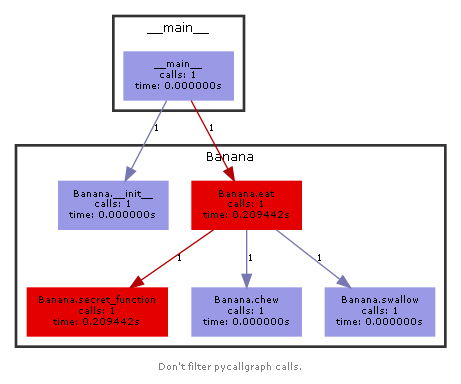 __main__
__main__
calls: 1
time: 0.000000s
1
1
Banana
Banana.__init__
calls: 1
time: 0.000000s
Banana.eat
calls: 1
time: 0.209442s
1
1
1
Banana.secret_function
calls: 1
time: 0.209442s
Banana.chew
calls: 1
time: 0.000000s
Banana.swallow
calls: 1
time: 0.000000s
Don't filter pycallgraph calls.